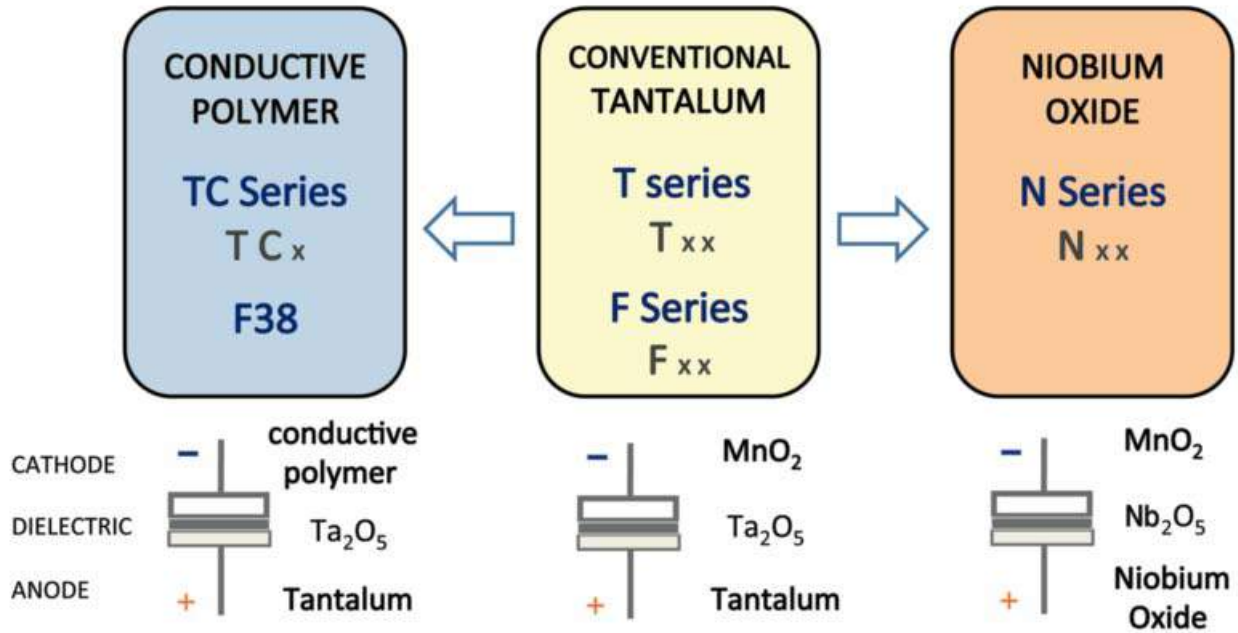 CONDUCTIVE
POLYMER
TC Series
T C x
F38
CONVENTIONAL
TANTALUM
T series
T x x
F Series
F x x
NIOBIUM
OXIDE
N Series
N x x
CATHODE
DIELECTRIC
ANODE
−
conductive
polymer
Ta₂O₅
+
Tantalum
−
MnO₂
Ta₂O₅
+
Tantalum
−
MnO₂
Nb₂O₅
+
Niobium
Oxide